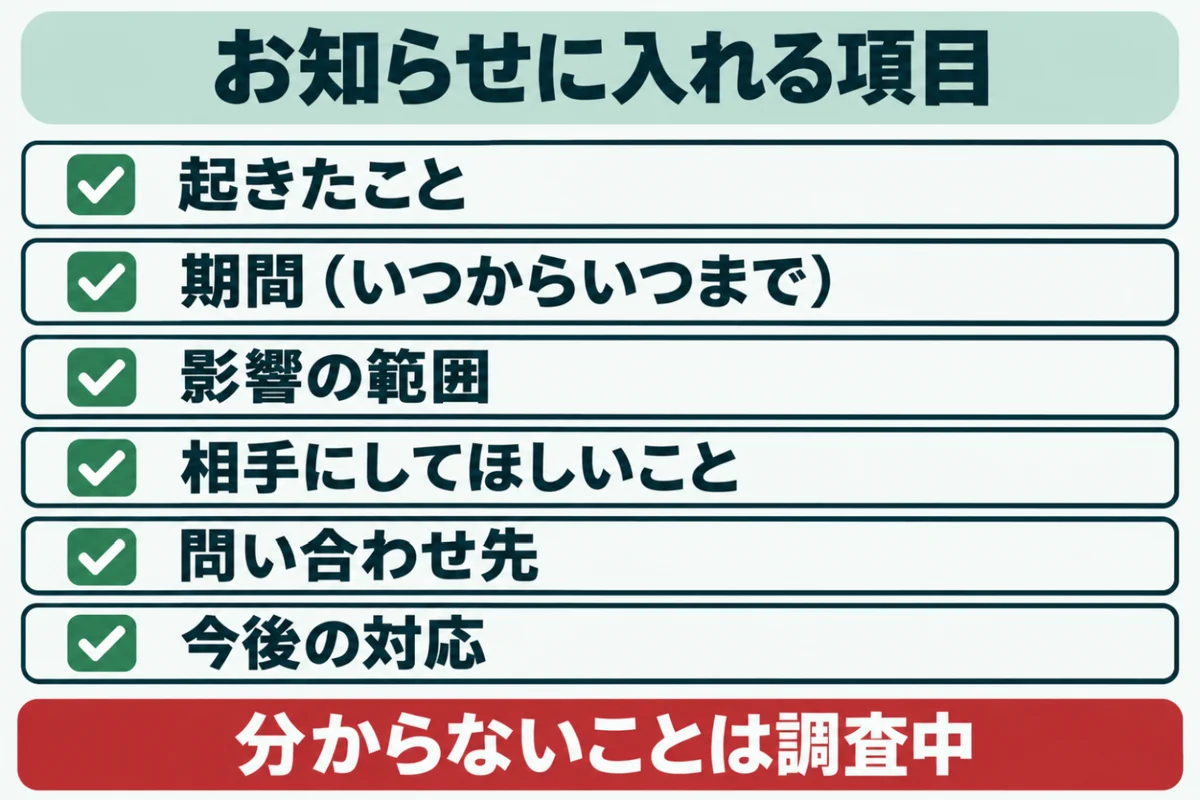 お知らせに入れる項目
起きたこと
期間（いつからいつまで）
影響の範囲
相手にしてほしいこと
問い合わせ先
今後の対応
分からないことは調査中